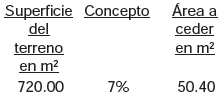 Superficie Concepto Área a
del ceder
terreno en m²
en m²
720.00 7% 50.40